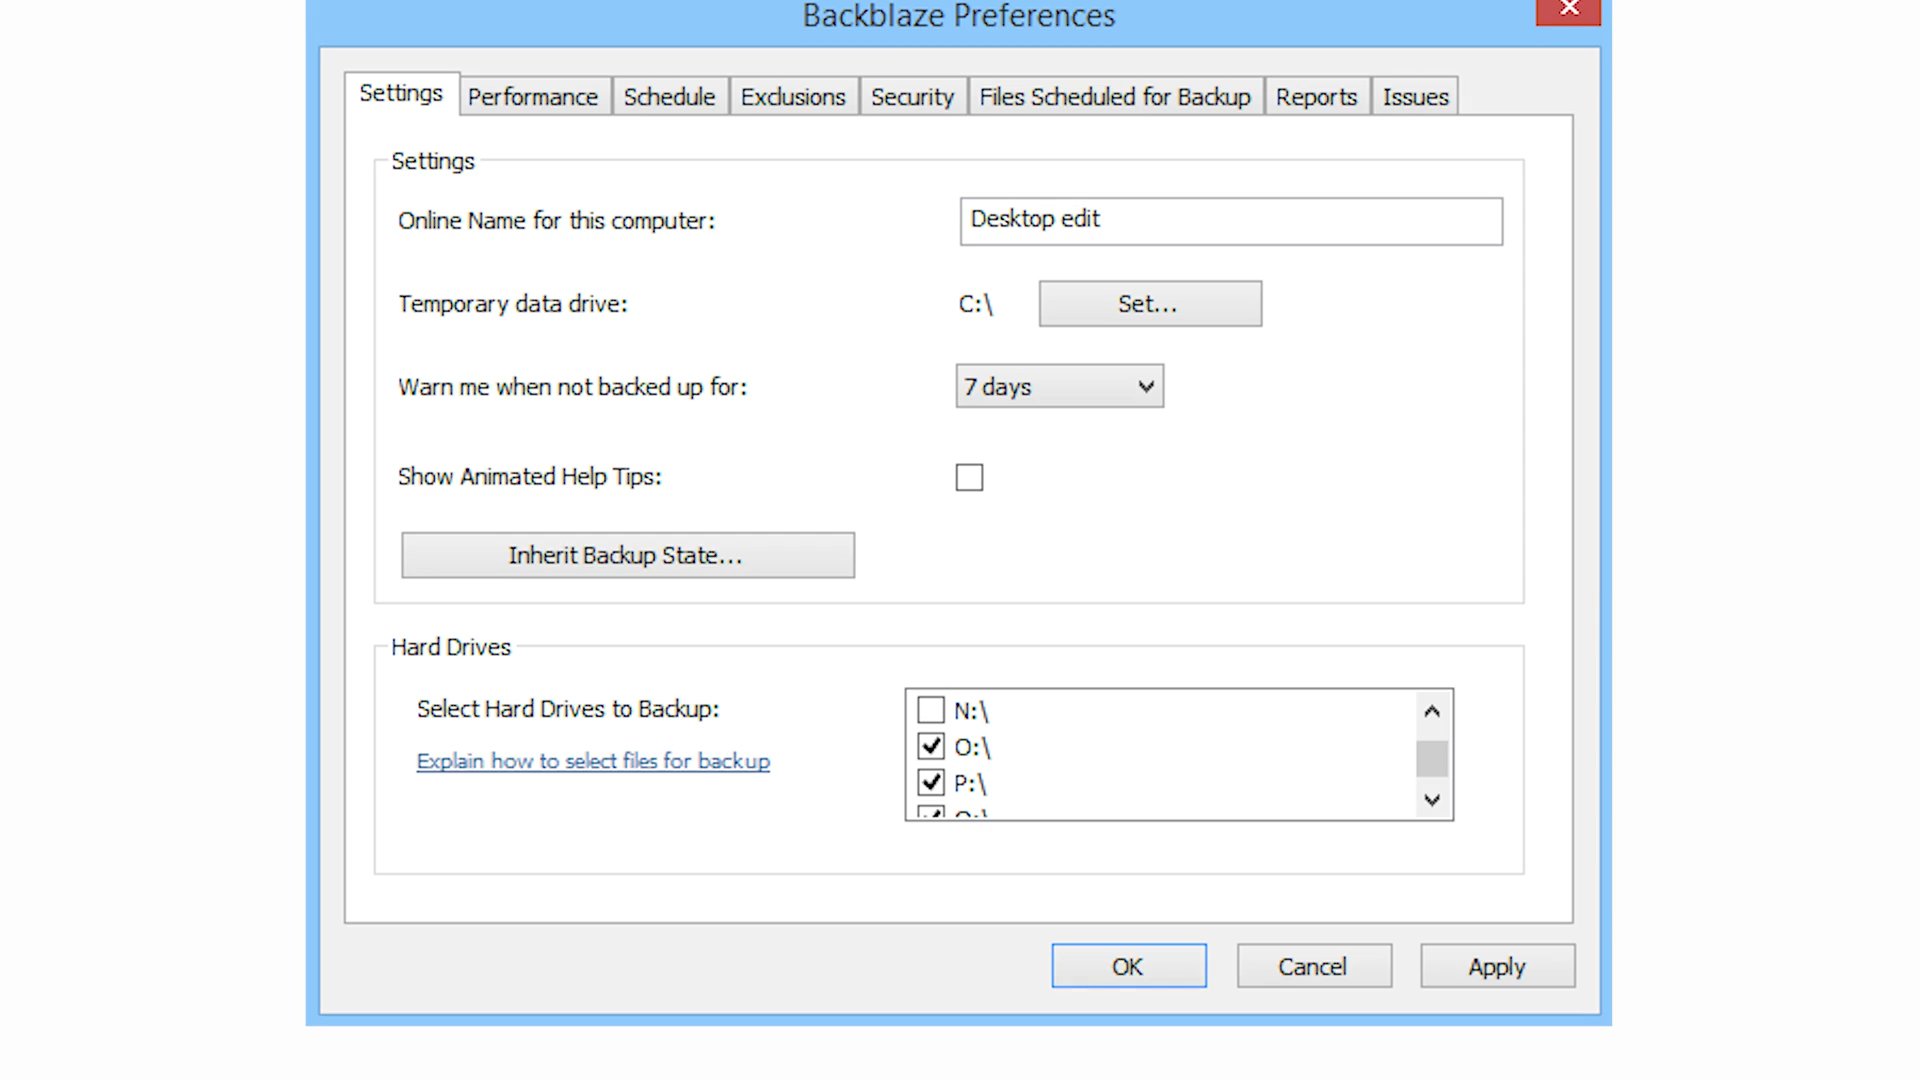 Backblaze Preferences
Settings Performance Schedule Exclusions Security Files Scheduled for Backup Reports Issues
Settings
Online Name for this computer: Desktop edit
Temporary data drive: C:\ Set...
Warn me when not backed up for: 7 days
Show Animated Help Tips:
Inherit Backup State...
Hard Drives
Select Hard Drives to Backup:
N:\
O:\
Explain how to select files for backup
P:\
OK Cancel Apply